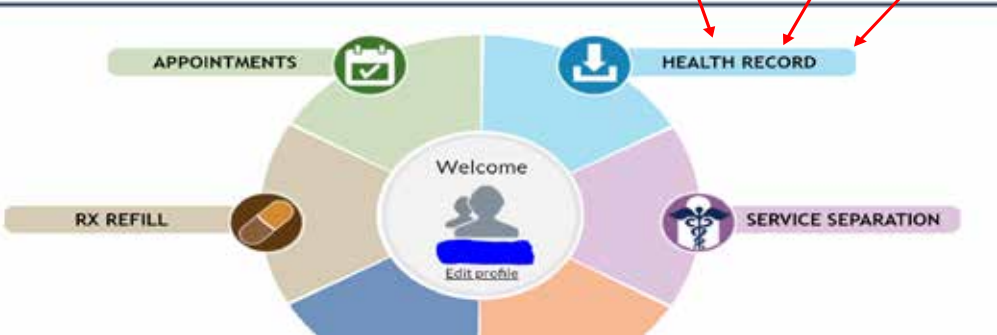 APPOINTMENTS
HEALTH RECORD
Welcome
RX REFILL
SERVICE SEPARATION
Edit profile